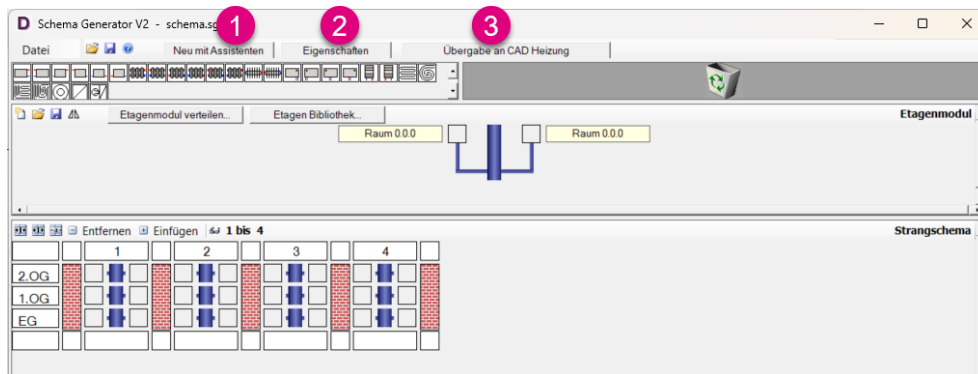 1 2 3
D Schema Generator V2 - schema.sg
Datei Neu mit Assistenten Eigenschaften Übergabe an CAD Heizung
Etagenmodul verteilen... Etagen Bibliothek... Etagenmodul
Raum 0.0.0 Raum 0.0.0
Entfernen Einfügen 1 bis 4 Strangschema
1 2 3 4
2.OG
1.OG
EG